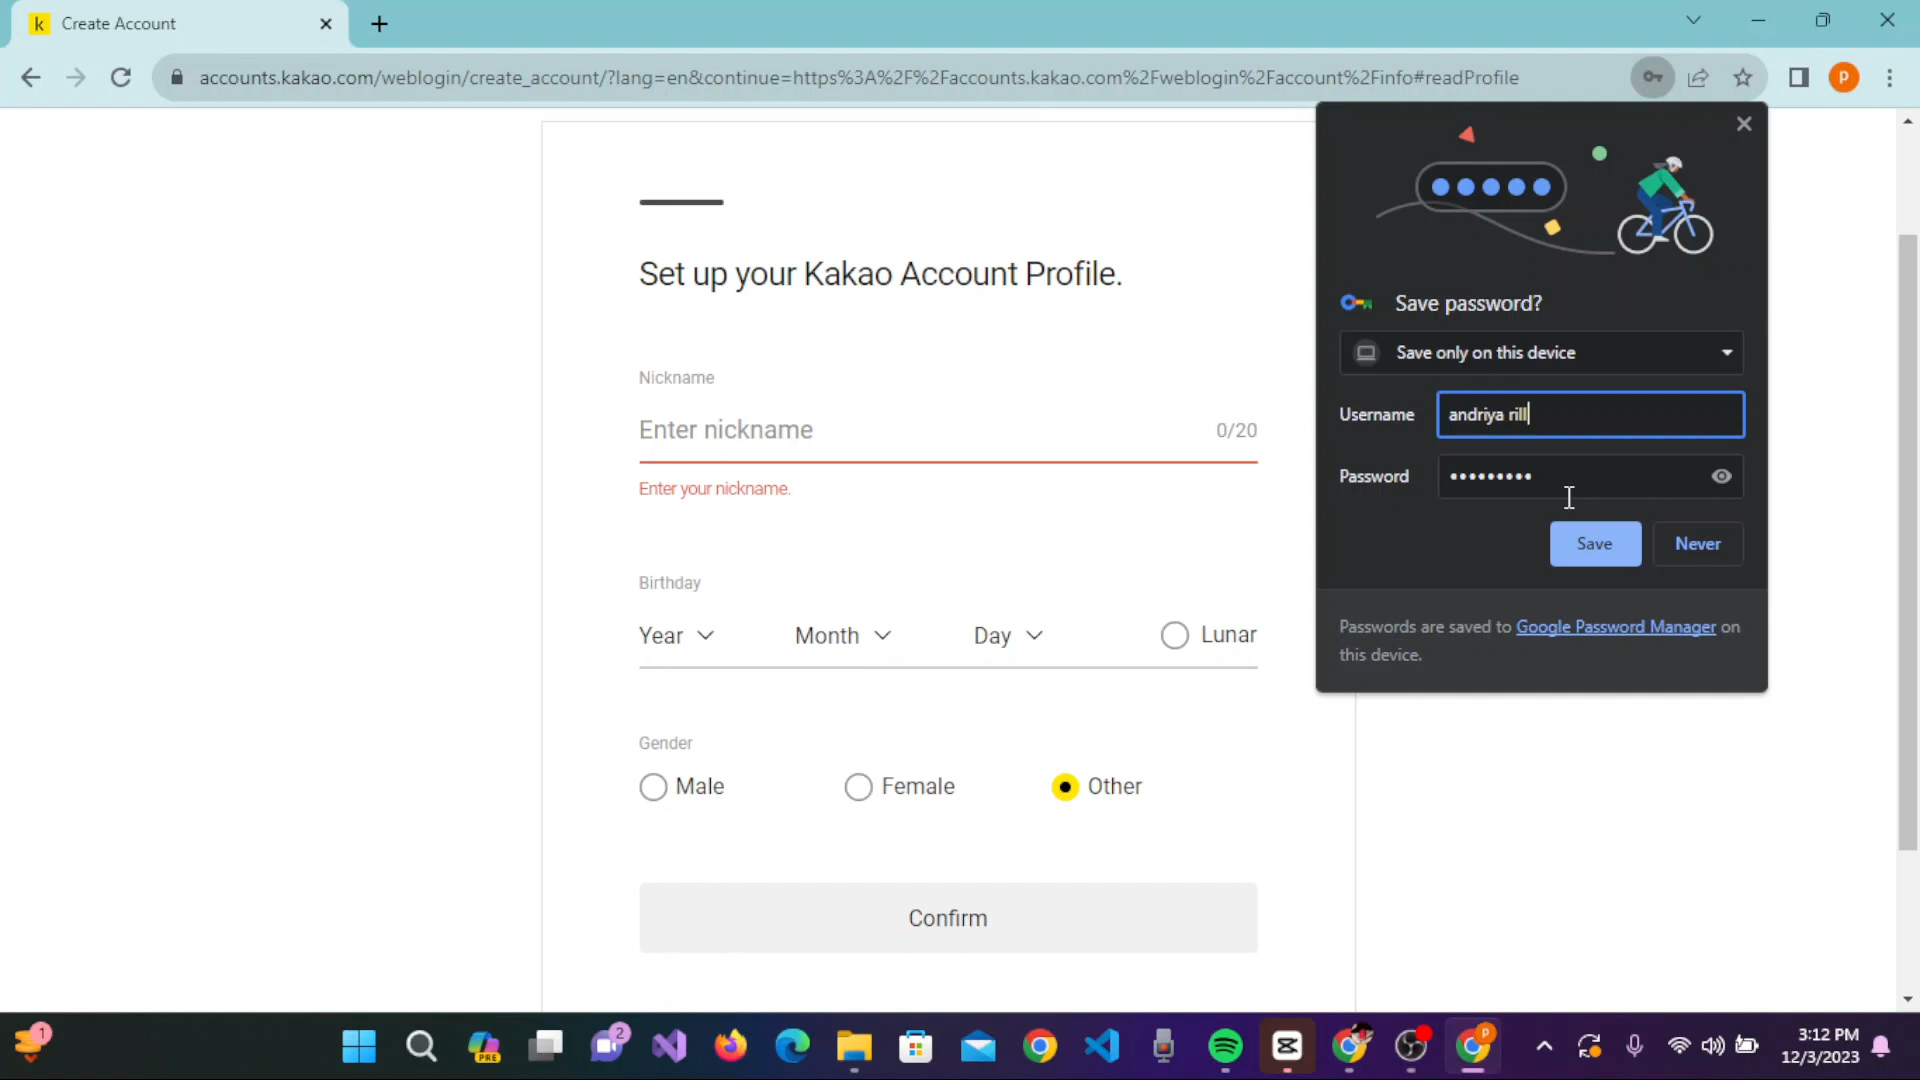 k Create Account
accounts.kakao.com/weblogin/create_account/?lang=en&continue=https%3A%2F%2Faccounts.kakao.com%2Fweblogin%2Faccount%2Finfo#readProfile
P
Set up your Kakao Account Profile.
Nickname
Enter nickname 0/20
Enter your nickname.
Birthday
Year Month Day Lunar
Gender
Male Female Other
Confirm
Save password?
Save only on this device
Username andriya rill
Password •••••••••
Save Never
Passwords are saved to Google Password Manager on
this device.
1
PRE
2
P
3:12 PM
12/3/2023